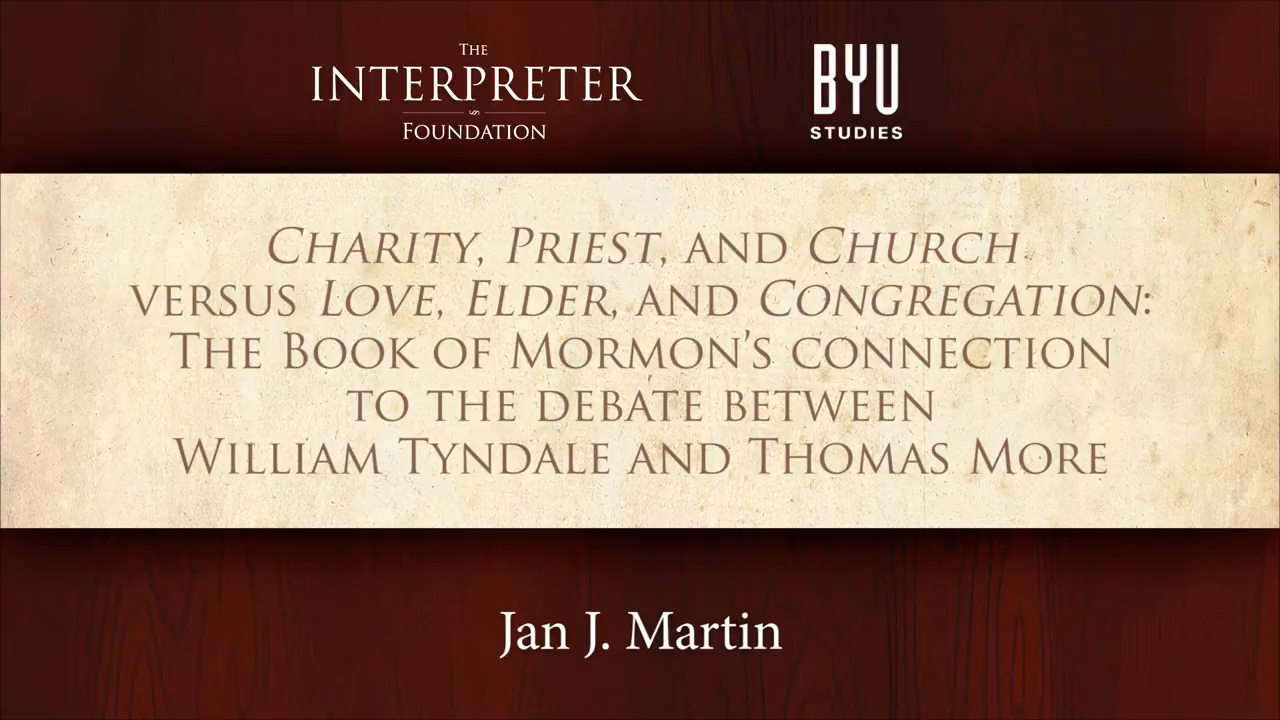 THE
INTERPRETER
FOUNDATION
BYU
STUDIES
CHARITY, PRIEST, AND CHURCH
VERSUS LOVE, ELDER, AND CONGREGATION:
THE BOOK OF MORMON'S CONNECTION
TO THE DEBATE BETWEEN
WILLIAM TYNDALE AND THOMAS MORE
Jan J. Martin